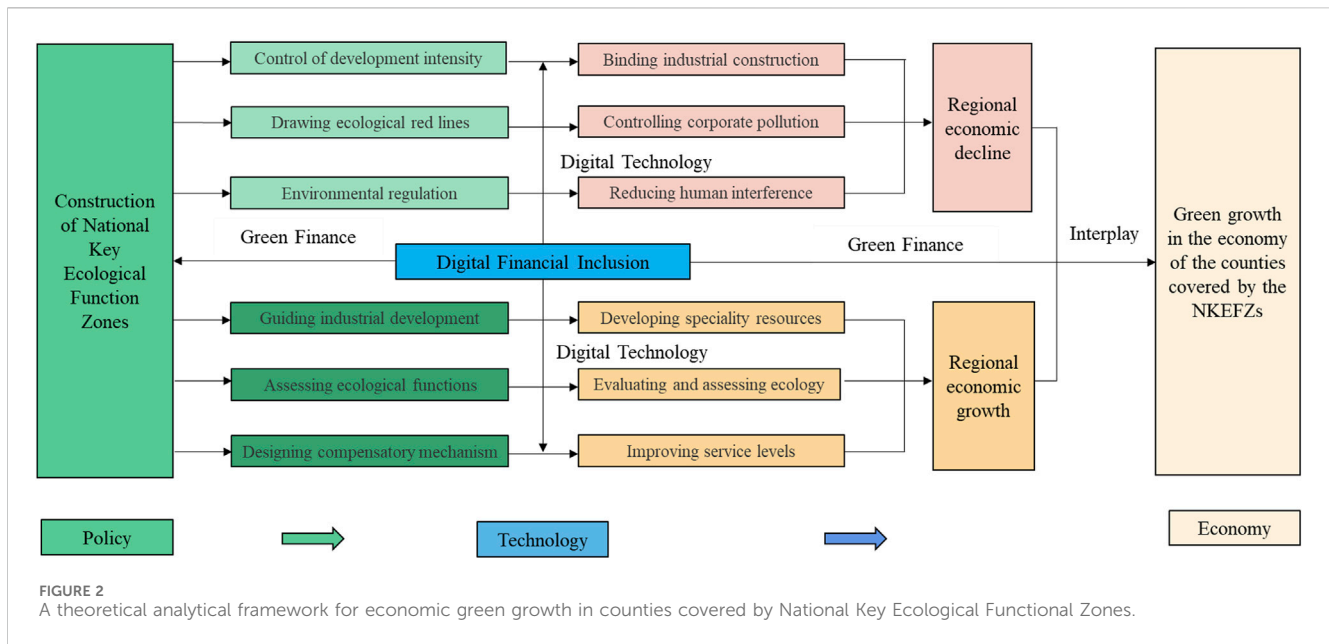 Construction
of National
Key
Ecological
Function
Zones
Control of development intensity
Drawing ecological red lines
Environmental regulation
Green Finance
Guiding industrial development
Assessing ecological functions
Designing compensatory mechanism
Digital Technology
Digital Financial Inclusion
Digital Technology
Binding industrial construction
Controlling corporate pollution
Reducing human interference
Green Finance
Developing speciality resources
Evaluating and assessing ecology
Improving service levels
Regional
economic
decline
Regional
economic
growth
Interplay
Green growth
in the economy
of the counties
covered by the
NKEFZs
Policy
Technology
Economy
FIGURE 2
A theoretical analytical framework for economic green growth in counties covered by National Key Ecological Functional Zones.